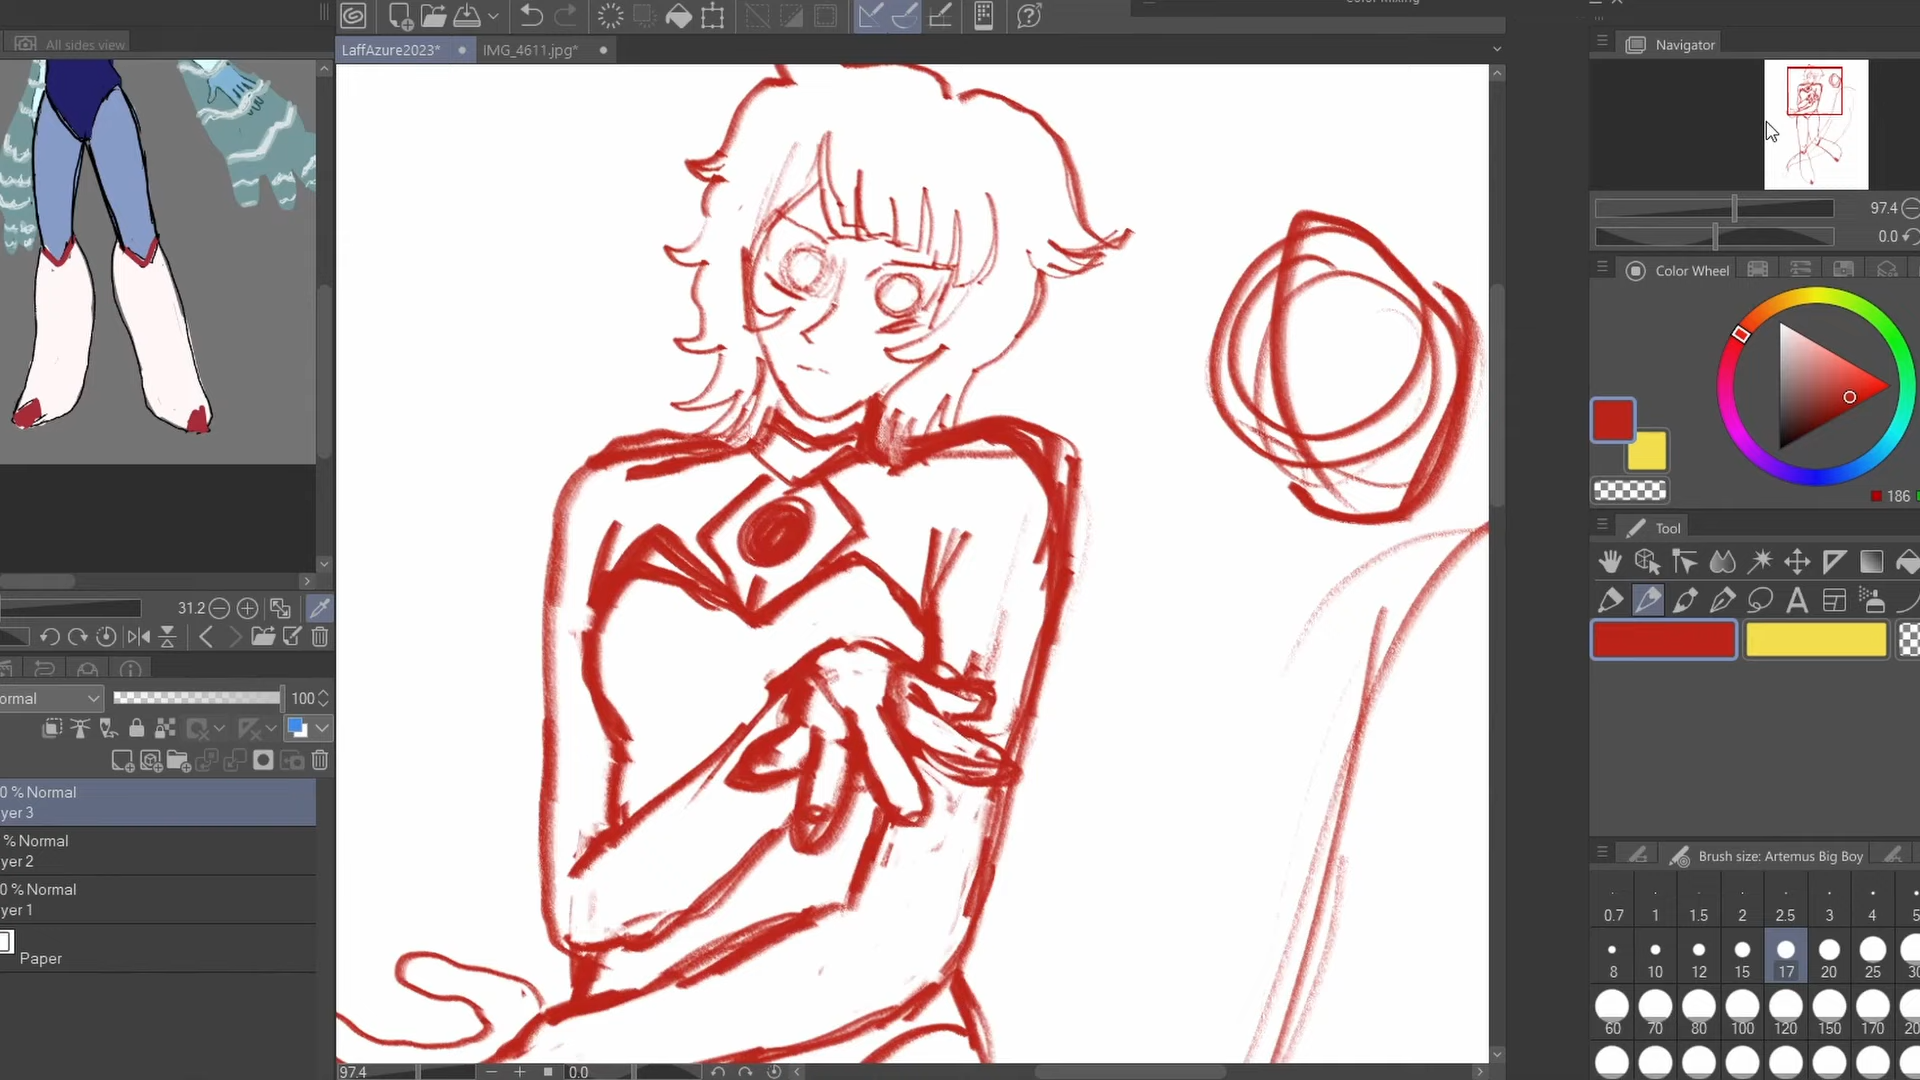 All sides view
LaffAzure2023*
IMG_4611.jpg*
Navigator
97.4
0.0
Color Wheel
186
Tool
31.2
ormal
100
0 % Normal
yer 3
% Normal
yer 2
0 % Normal
yer 1
Paper
Brush size: Artemus Big Boy
0.7 1 1.5 2 2.5 3 4 5
8 10 12 15 17 20 25 30
60 70 80 100 120 150 170 20
97.4
0.0